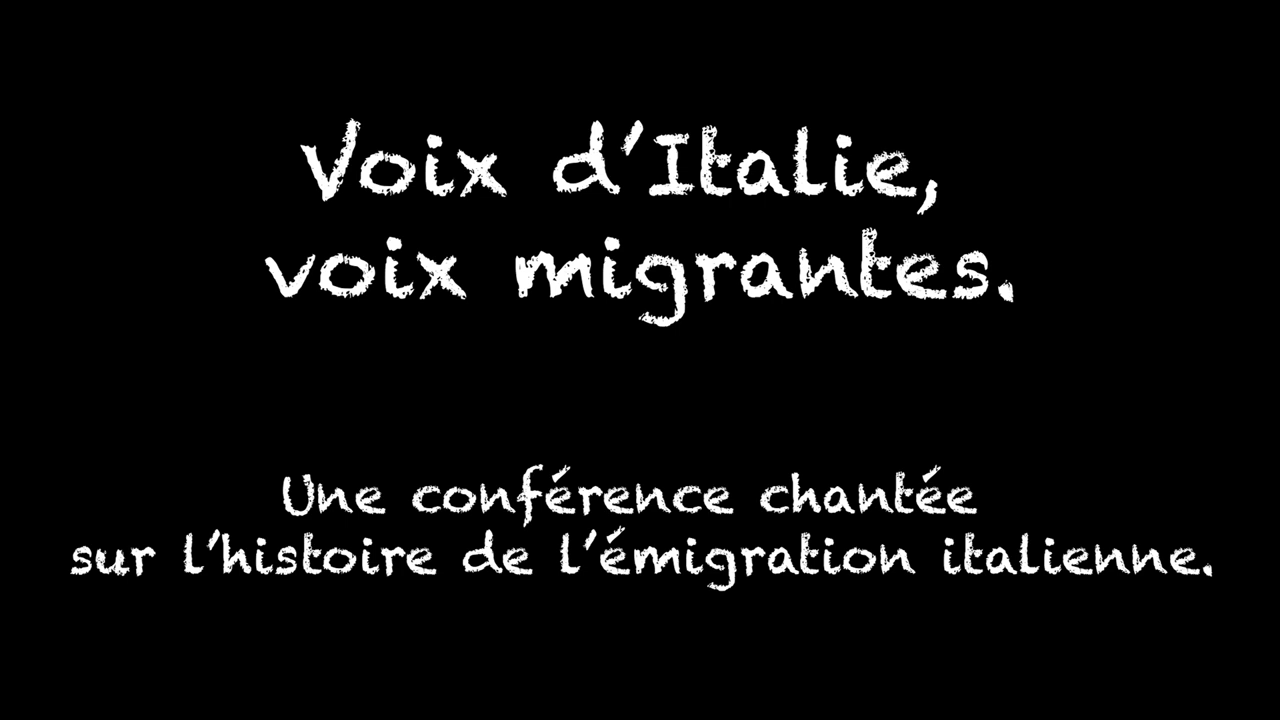 Voix d'Italie,
voix migrantes.
Une conférence chantée
sur l'histoire de l'émigration italienne.